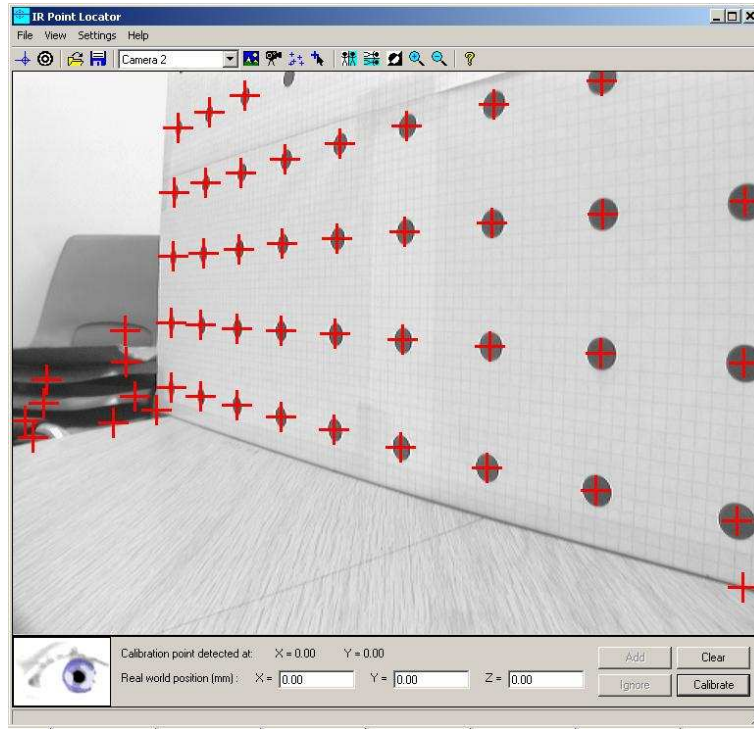 IR Point Locator
File View Settings Help
Camera 2
Calibration point detected at: X = 0.00 Y = 0.00
Add Clear
Real world position (mm) : X = 0.00 Y = 0.00 Z = 0.00
Ignore Calibrate